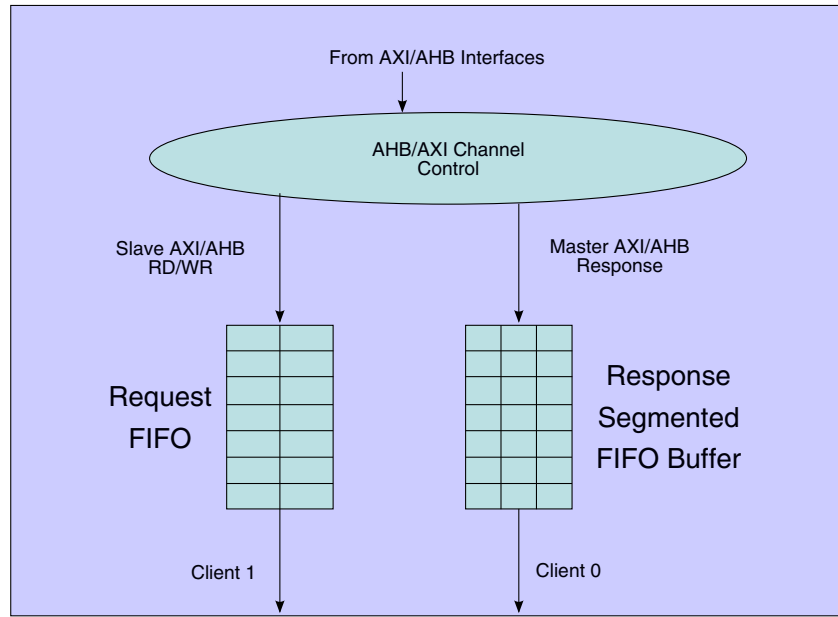 From AXI/AHB Interfaces
AHB/AXI Channel
Control
Slave AXI/AHB
RD/WR
Master AXI/AHB
Response
Request
FIFO
Response
Segmented
FIFO Buffer
Client 1
Client 0